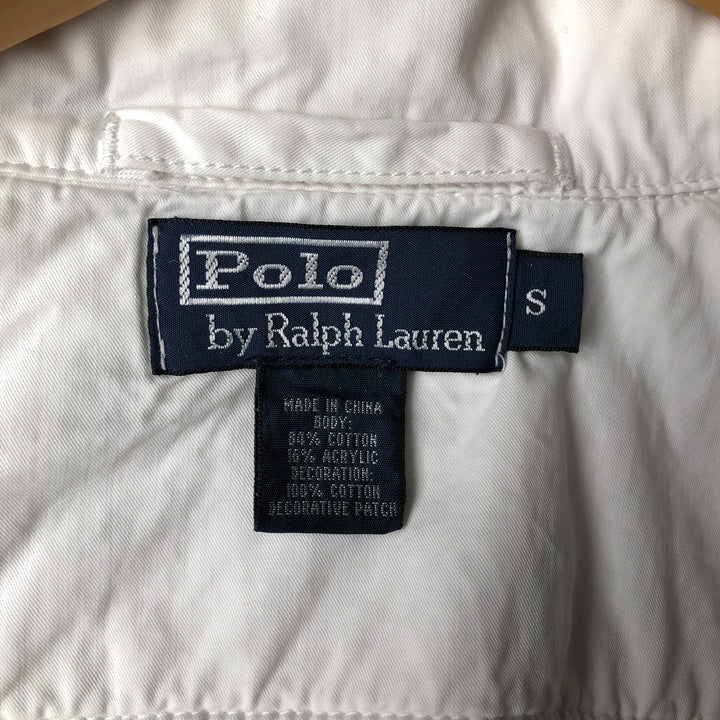 Polo
by Ralph Lauren
S
MADE IN CHINA
BODY:
84% COTTON
16% ACRYLIC
DECORATION:
100% COTTON
DECORATIVE PATCH